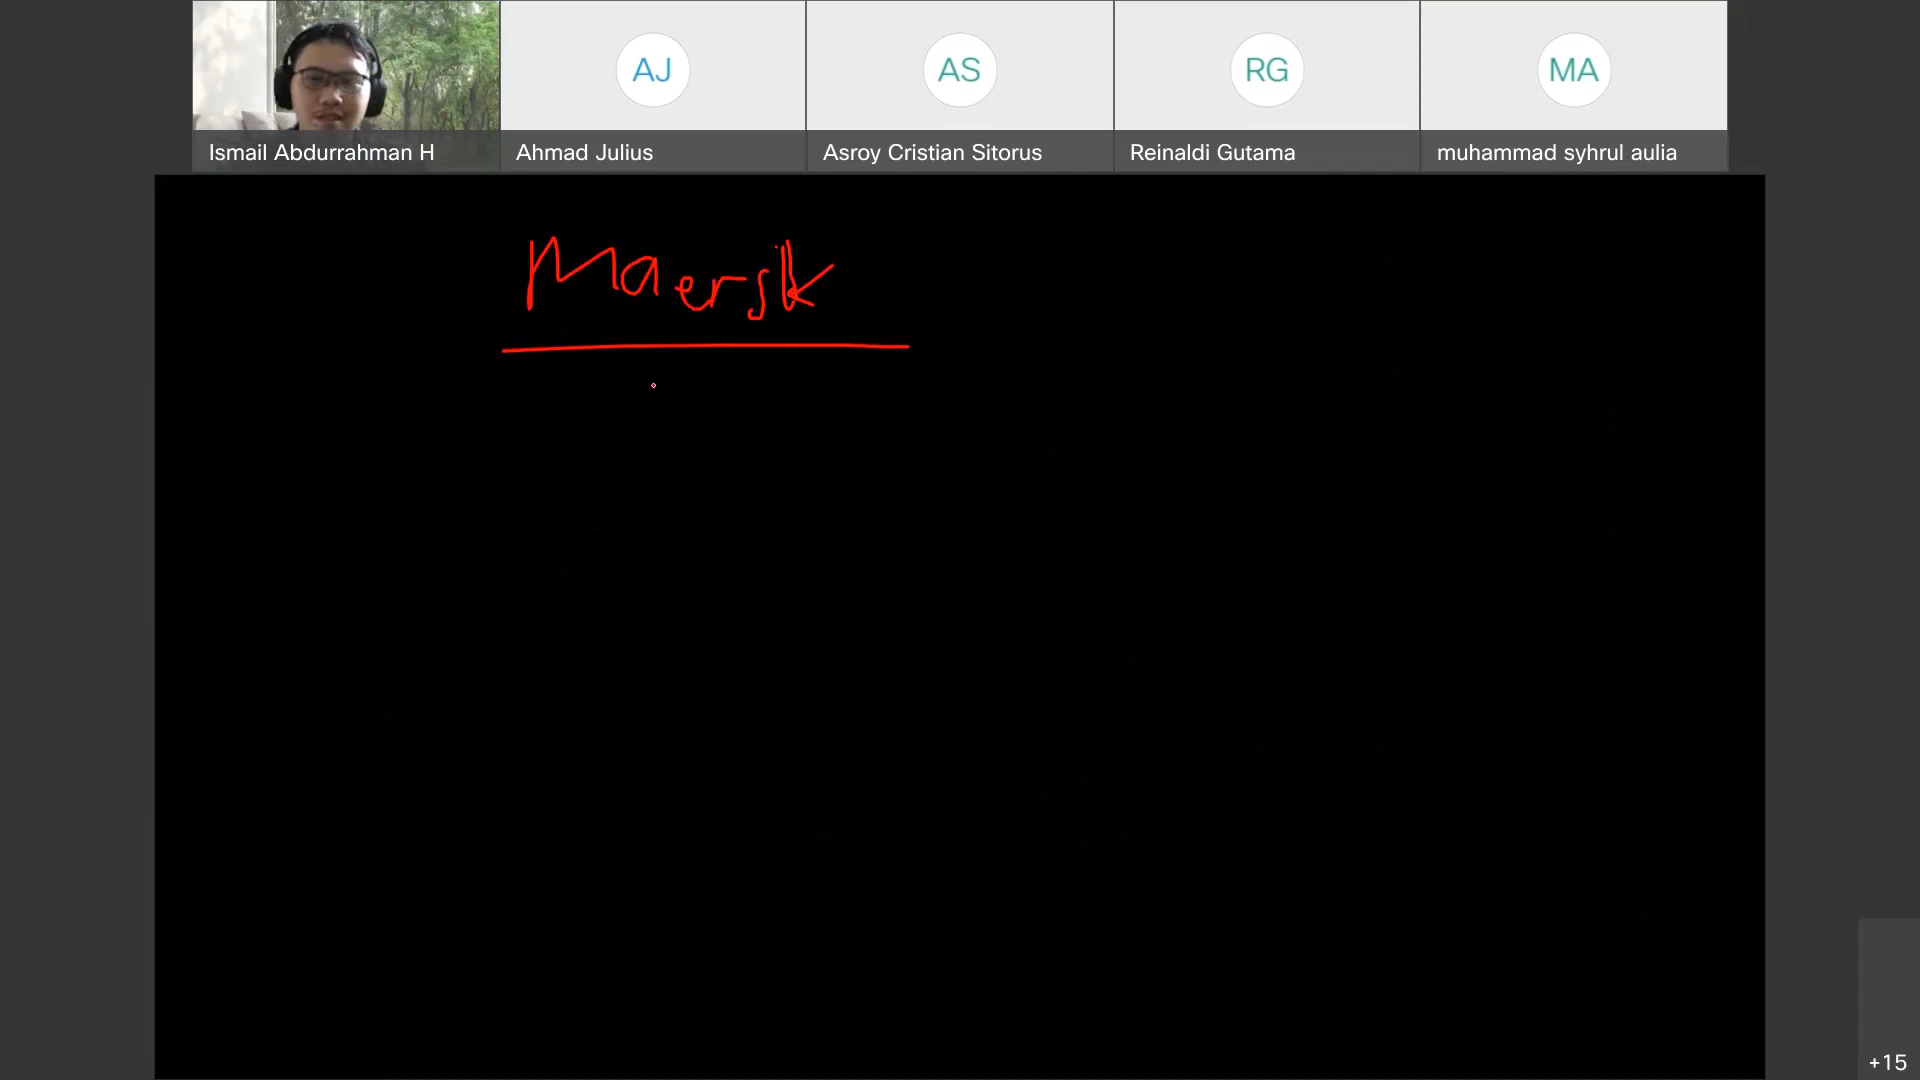 AJ
AS
RG
MA
Ismail Abdurrahman H
Ahmad Julius
Asroy Cristian Sitorus
Reinaldi Gutama
muhammad syhrul aulia
Maersk
+15